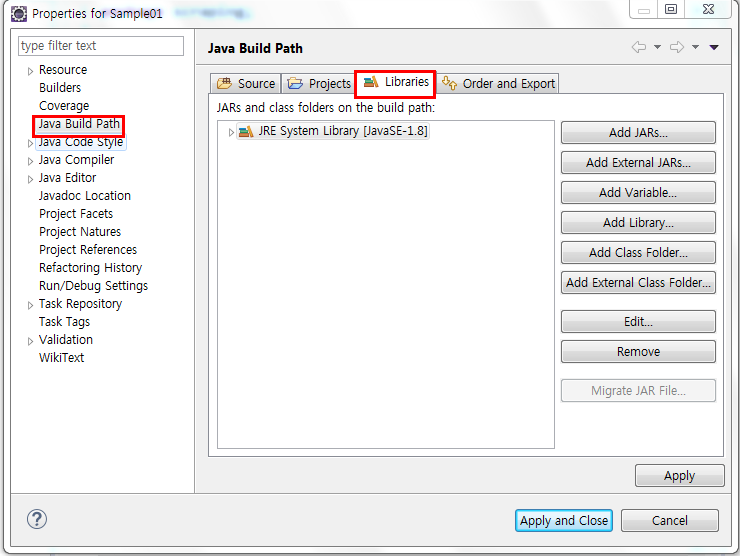 Properties for Sample01
type filter text
Resource
Builders
Coverage
Java Build Path
Java Code Style
Java Compiler
Java Editor
Javadoc Location
Project Facets
Project Natures
Project References
Refactoring History
Run/Debug Settings
Task Repository
Task Tags
Validation
WikiText
Java Build Path
Source Projects Libraries Order and Export
JARs and class folders on the build path:
JRE System Library [JavaSE-1.8]
Add JARs...
Add External JARs...
Add Variable...
Add Library...
Add Class Folder...
Add External Class Folder...
Edit...
Remove
Migrate JAR File...
Apply
?
Apply and Close Cancel